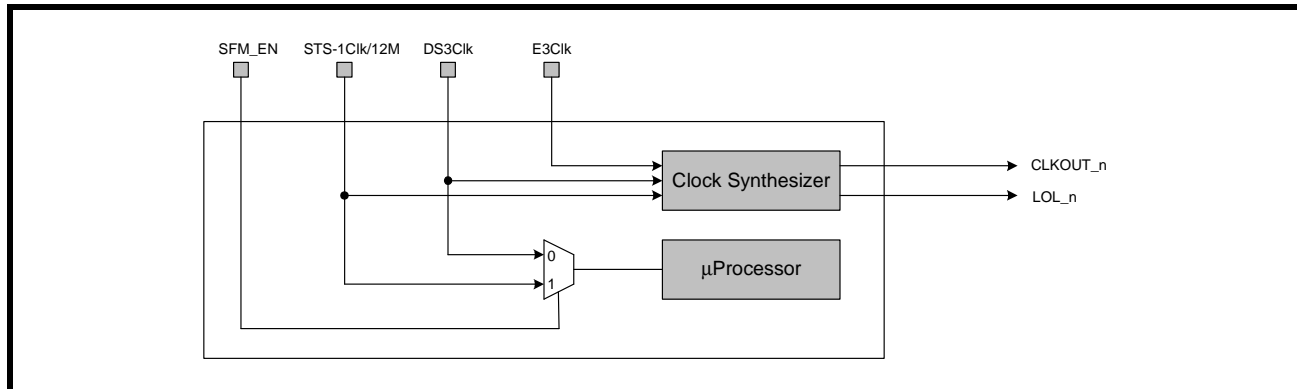 SFM_EN STS-1Clk/12M DS3Clk E3Clk
Clock Synthesizer
CLKOUT_n
LOL_n
0
1
µProcessor